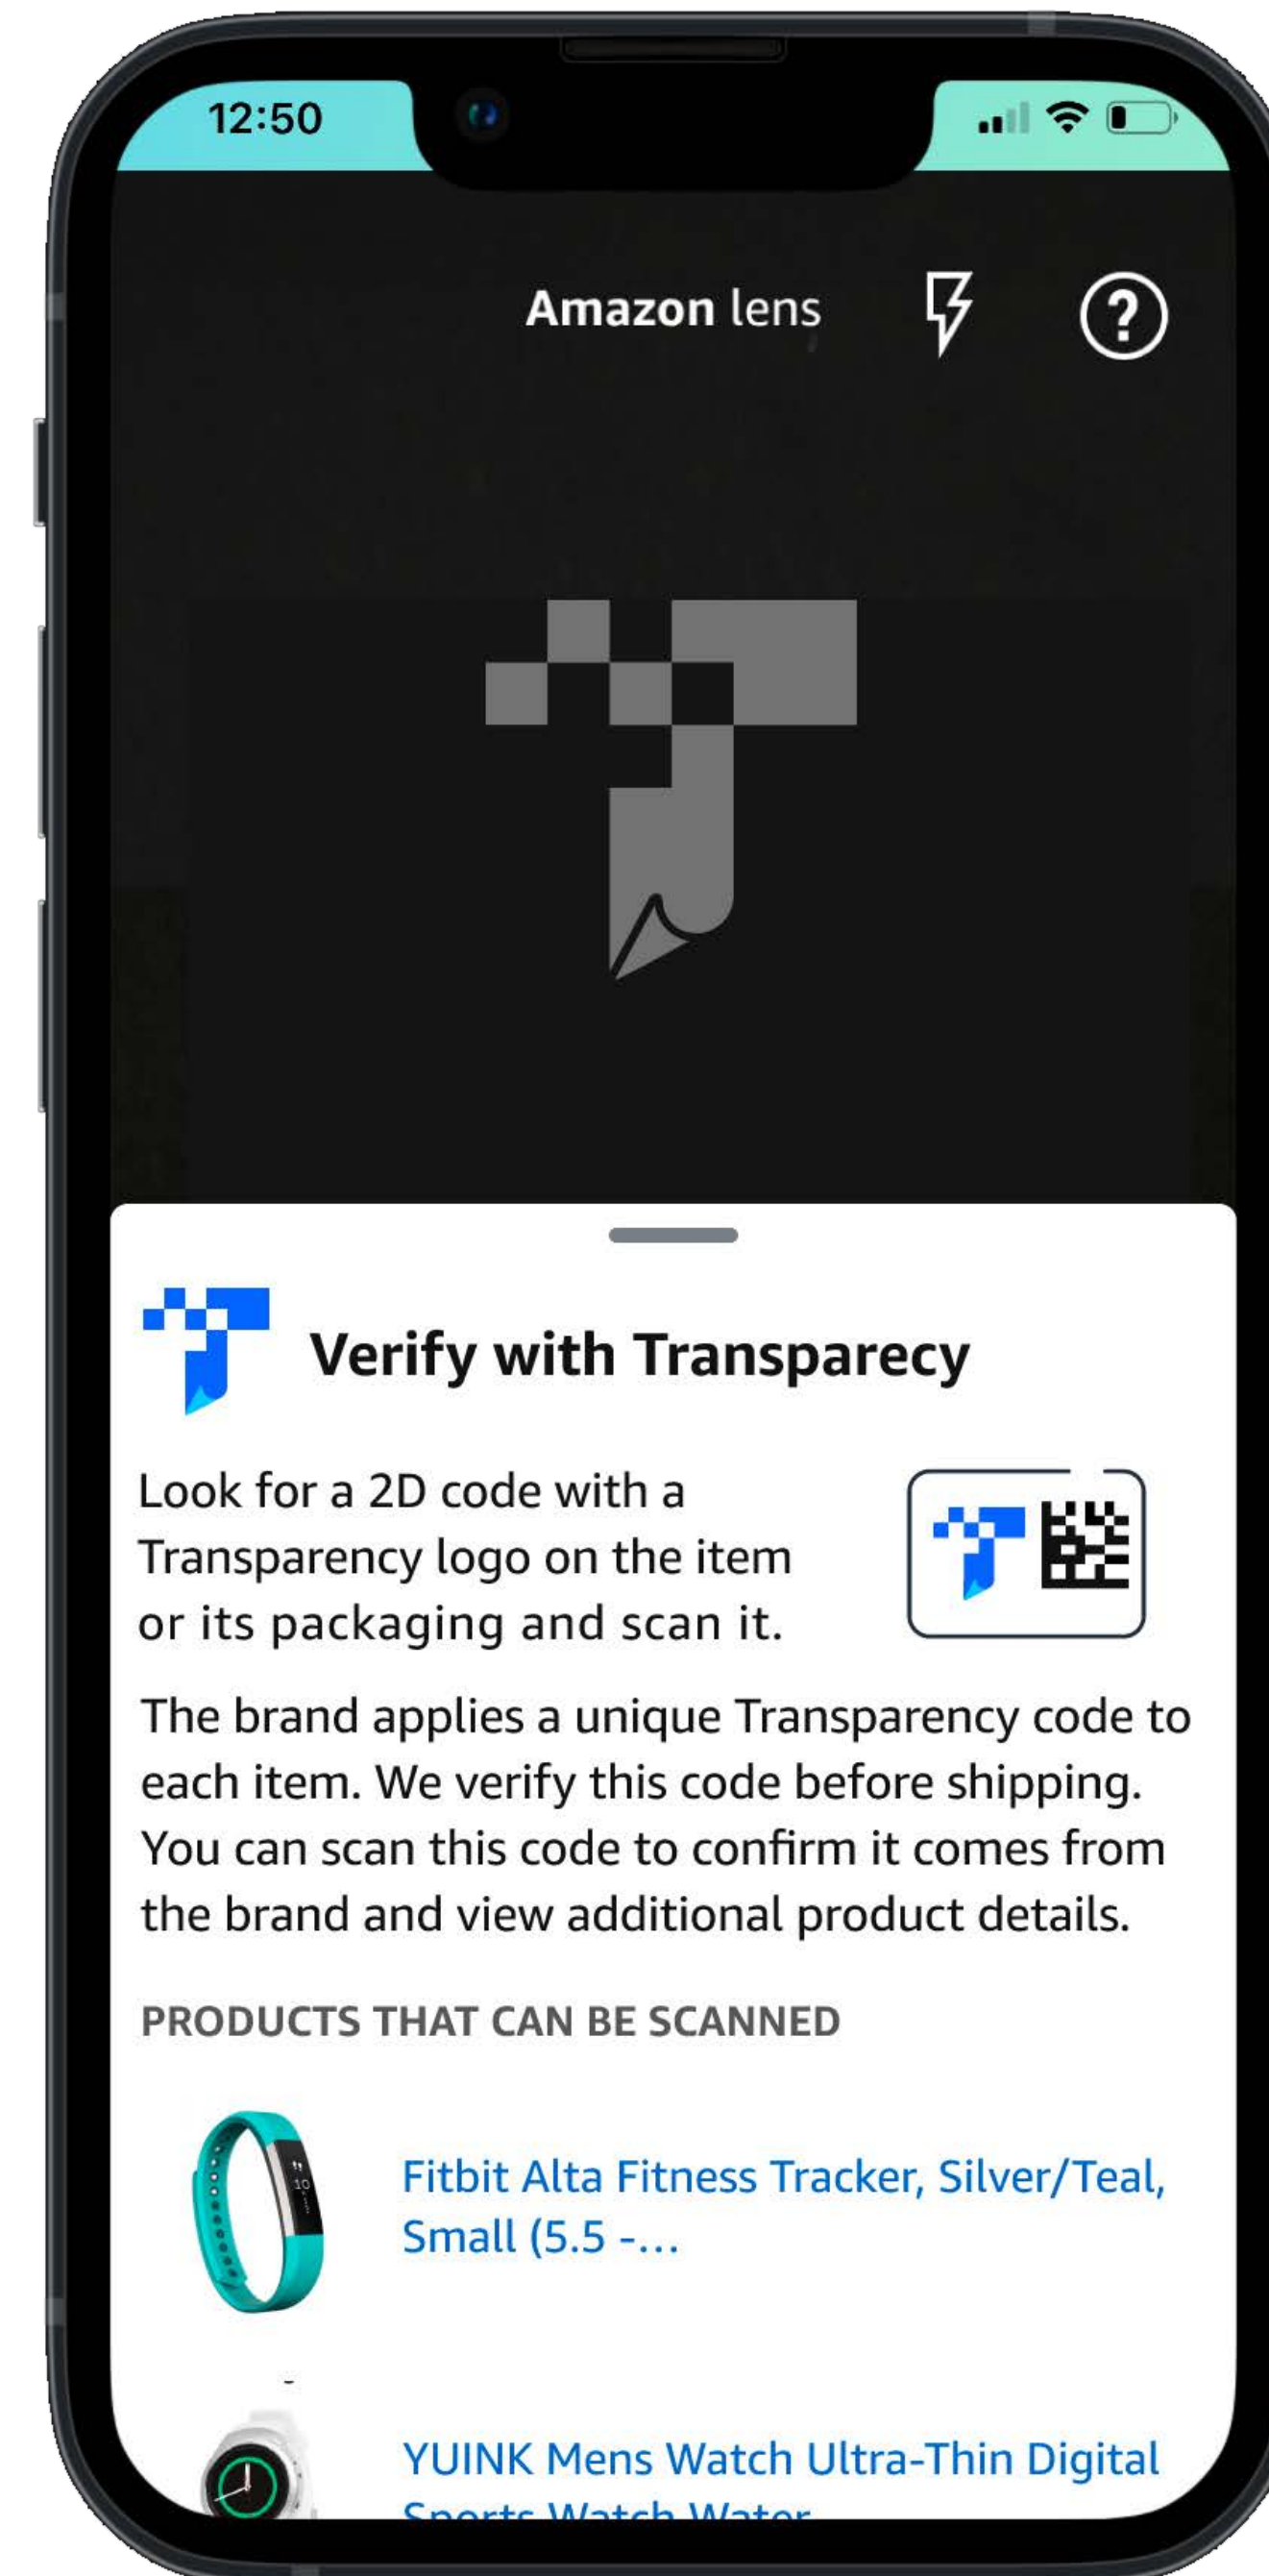 12:50
Amazon lens
Verify with Transparecy
Look for a 2D code with a
Transparency logo on the item
or its packaging and scan it.
The brand applies a unique Transparency code to
each item. We verify this code before shipping.
You can scan this code to confirm it comes from
the brand and view additional product details.
PRODUCTS THAT CAN BE SCANNED
Fitbit Alta Fitness Tracker, Silver/Teal,
Small (5.5 -...
YUINK Mens Watch Ultra-Thin Digital
Sports Watch Water